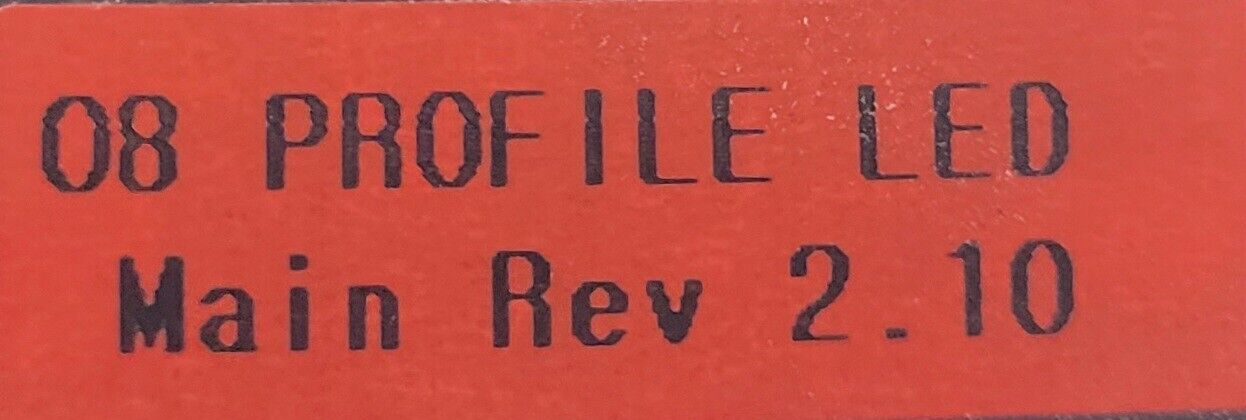 08 PROFILE LED
Main Rev 2.10